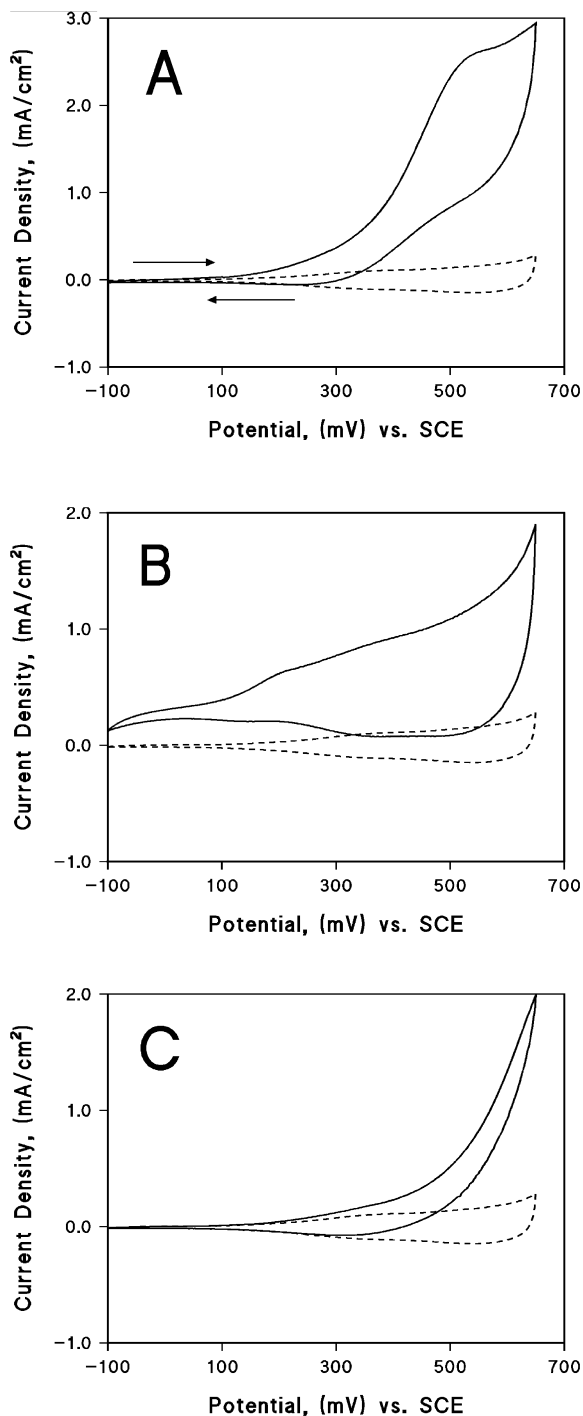 3.0
A
2.0
1.0
0.0
−1.0
−100 100 300 500 700
Current Density, (mA/cm²)
Potential, (mV) vs. SCE
2.0
B
1.0
0.0
−1.0
−100 100 300 500 700
Current Density, (mA/cm²)
Potential, (mV) vs. SCE
2.0
C
1.0
0.0
−1.0
−100 100 300 500 700
Current Density, (mA/cm²)
Potential, (mV) vs. SCE